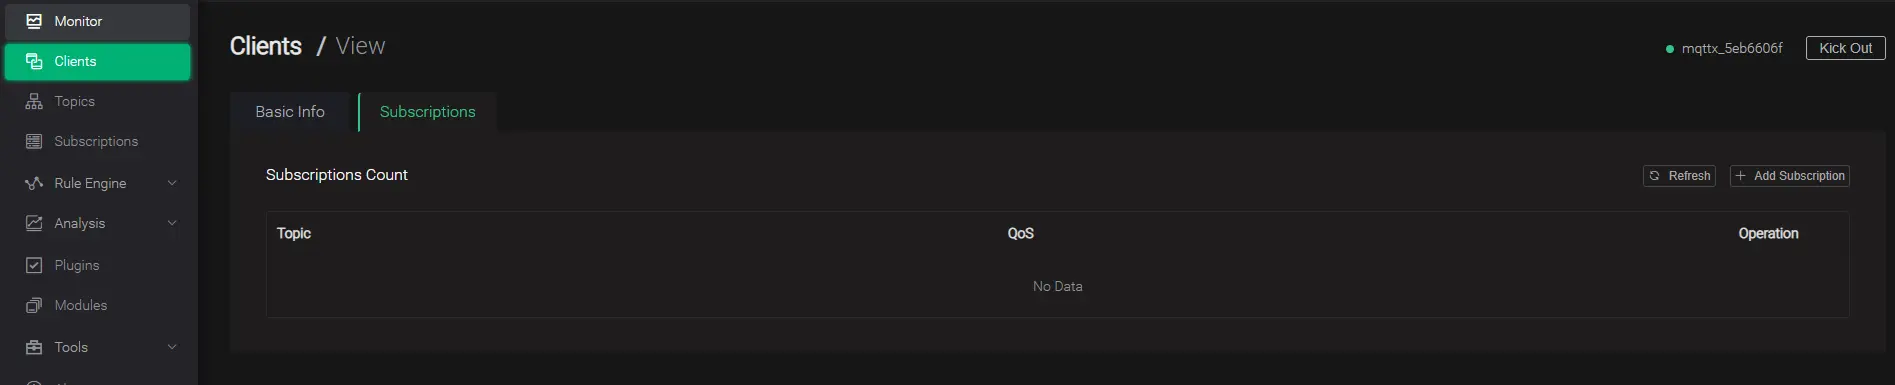 Monitor
Clients
Topics
Subscriptions
Rule Engine
Analysis
Plugins
Modules
Tools
Clients / View
mqttx_5eb6606f
Kick Out
Basic Info
Subscriptions
Subscriptions Count
Refresh
+ Add Subscription
Topic
QoS
Operation
No Data